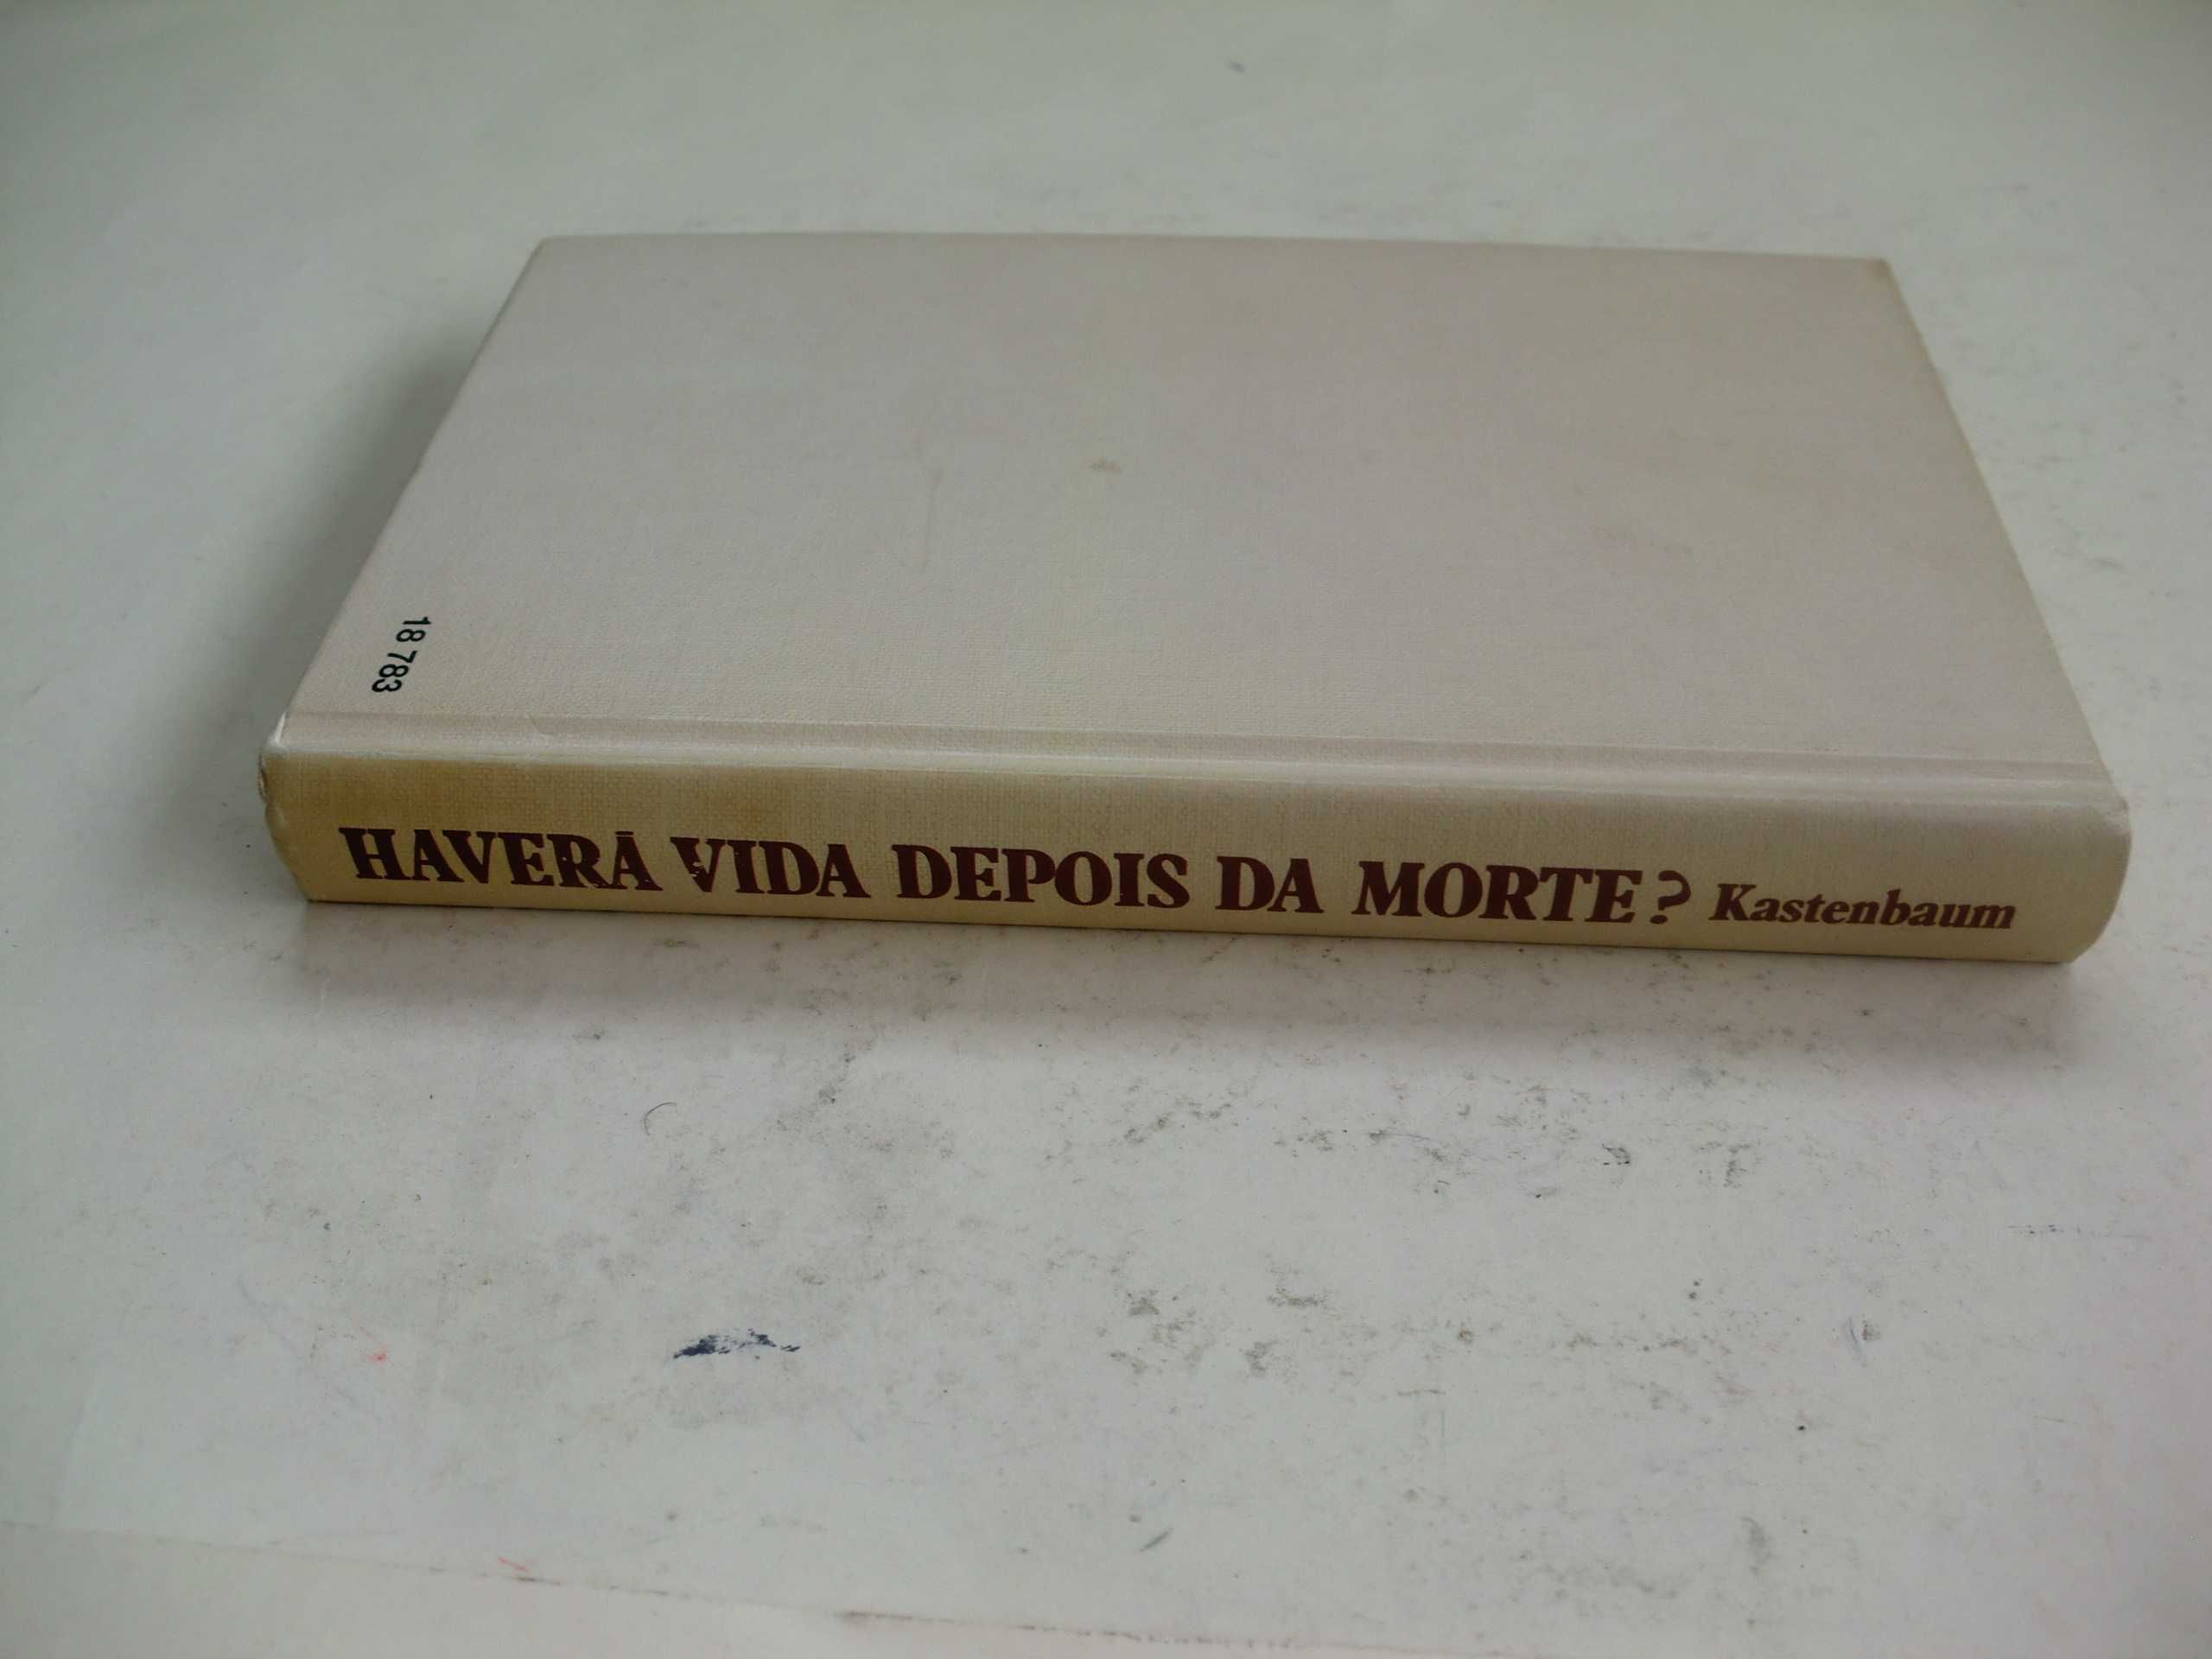 18 783
HAVERÁ VIDA DEPOIS DA MORTE? Kastenbaum